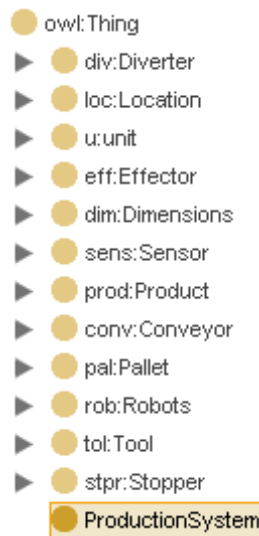 owl:Thing
div:Diverter
loc:Location
u:unit
eff:Effector
dim:Dimensions
sens:Sensor
prod:Product
conv:Conveyor
pal:Pallet
rob:Robots
tol:Tool
stpr:Stopper
ProductionSystem